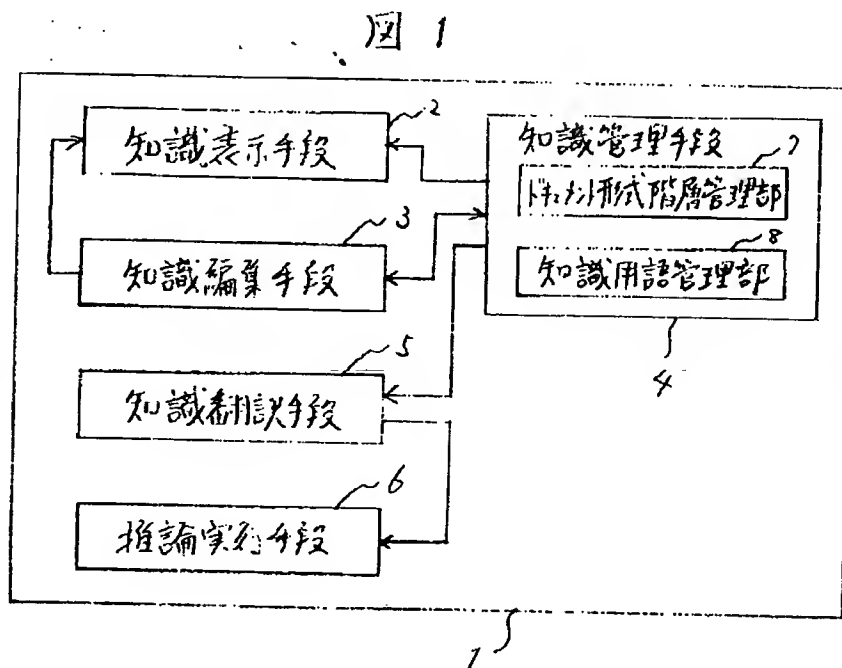 図 1
知識表示手段
2
知識管理手段
7
ドキュメント形式階層管理部
3
知識編集手段
8
知識用語管理部
4
5
知識翻訳手段
6
推論実行手段
1